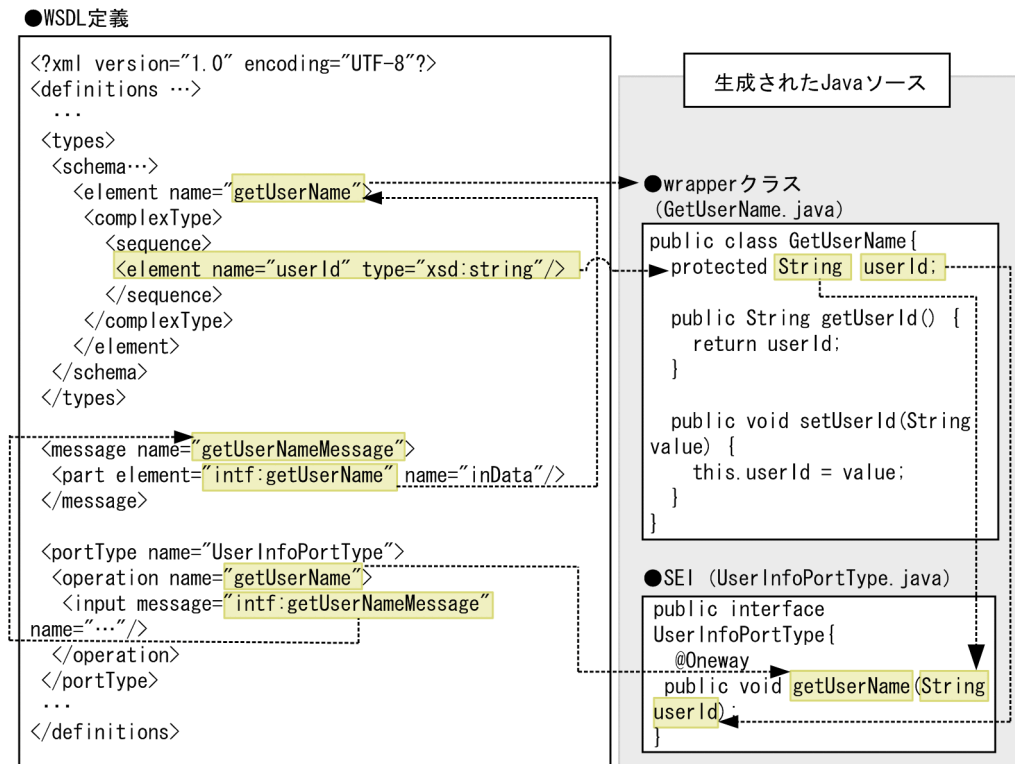 ●WSDL定義
<?xml version="1.0" encoding="UTF-8"?>
<definitions …>
...
<types>
<schema…>
<element name="getUserName">
<complexType>
<sequence>
<element name="userId" type="xsd:string"/>
</sequence>
</complexType>
</element>
</schema>
</types>
<message name="getUserNameMessage">
<part element="intf:getUserName" name="inData"/>
</message>
<portType name="UserInfoPortType">
<operation name="getUserName">
<input message="intf:getUserNameMessage"
name="…"/>
</operation>
</portType>
...
</definitions>
生成されたJavaソース
●wrapperクラス
(GetUserName.java)
public class GetUserName{
protected String userId;
public String getUserId() {
return userId;
}
public void setUserId(String
value) {
this.userId = value;
}
}
●SEI (UserInfoPortType.java)
public interface
UserInfoPortType{
@Oneway
public void getUserName(String
userId);
}